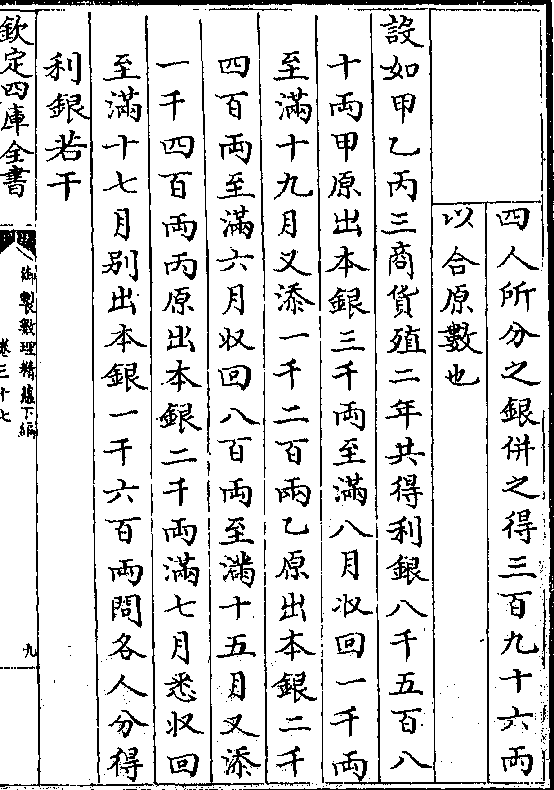 四人所分之銀併之得三百九十六兩
以合原數也
設如甲乙丙三商貨殖二年共得利銀八千五百八
十兩甲原出本銀三千兩至滿八月收回一千兩
至滿十九月又添一千二百兩乙原出本銀二千
四百兩至滿六月收回八百兩至滿十五月又添
一千四百兩丙原出本銀二千兩滿七月悉收回
至滿十七月别出本銀一千六百兩問各人分得
利銀若干
欽定四庫全書
御製數理精藴下編
卷三十七
九